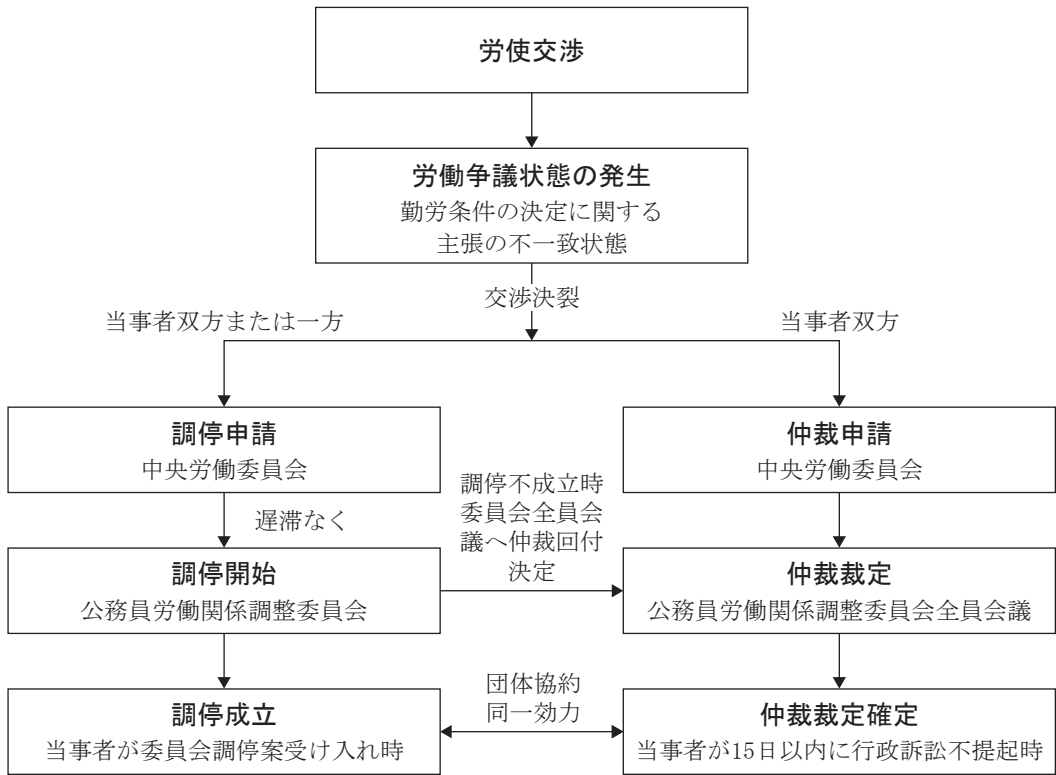 労使交渉
労働争議状態の発生
勤労条件の決定に関する
主張の不一致状態
交渉決裂
当事者双方または一方
当事者双方
調停申請
中央労働委員会
仲裁申請
中央労働委員会
遅滞なく
調停不成立時
委員会全員会
議へ仲裁回付
決定
調停開始
公務員労働関係調整委員会
仲裁裁定
公務員労働関係調整委員会全員会議
団体協約
同一効力
調停成立
当事者が委員会調停案受け入れ時
仲裁裁定確定
当事者が15日以内に行政訴訟不提起時